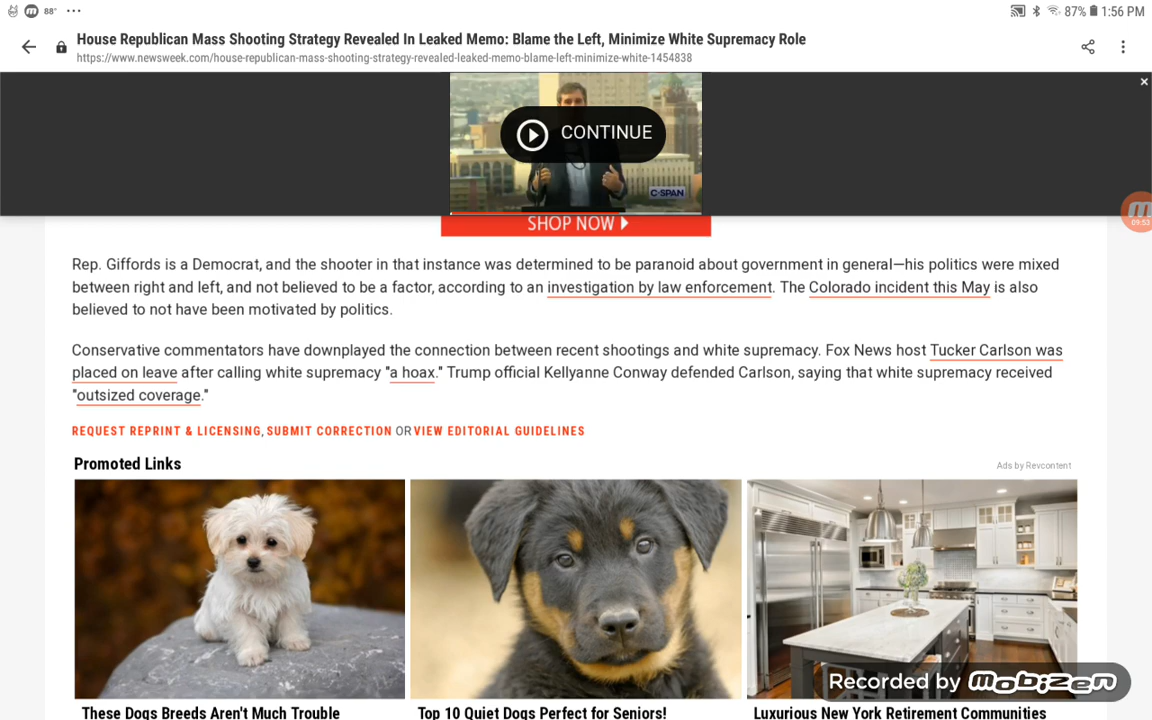 88° ••• 87% 1:56 PM
House Republican Mass Shooting Strategy Revealed In Leaked Memo: Blame the Left, Minimize White Supremacy Role
https://www.newsweek.com/house-republican-mass-shooting-strategy-revealed-leaked-memo-blame-left-minimize-white-1454838
CONTINUE
C-SPAN
09:53
SHOP NOW
Rep. Giffords is a Democrat, and the shooter in that instance was determined to be paranoid about government in general—his politics were mixed
between right and left, and not believed to be a factor, according to an investigation by law enforcement. The Colorado incident this May is also
believed to not have been motivated by politics.
Conservative commentators have downplayed the connection between recent shootings and white supremacy. Fox News host Tucker Carlson was
placed on leave after calling white supremacy "a hoax." Trump official Kellyanne Conway defended Carlson, saying that white supremacy received
"outsized coverage."
REQUEST REPRINT & LICENSING, SUBMIT CORRECTION OR VIEW EDITORIAL GUIDELINES
Promoted Links Ads by Revcontent
Recorded by mobizen
These Dogs Breeds Aren't Much Trouble Top 10 Quiet Dogs Perfect for Seniors! Luxurious New York Retirement Communities